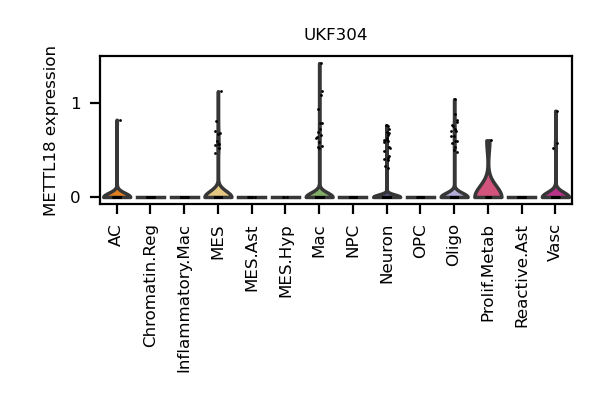 UKF304
METTL18 expression
1
0
AC
Chromatin.Reg
Inflammatory.Mac
MES
MES.Ast
MES.Hyp
Mac
NPC
Neuron
OPC
Oligo
Prolif.Metab
Reactive.Ast
Vasc